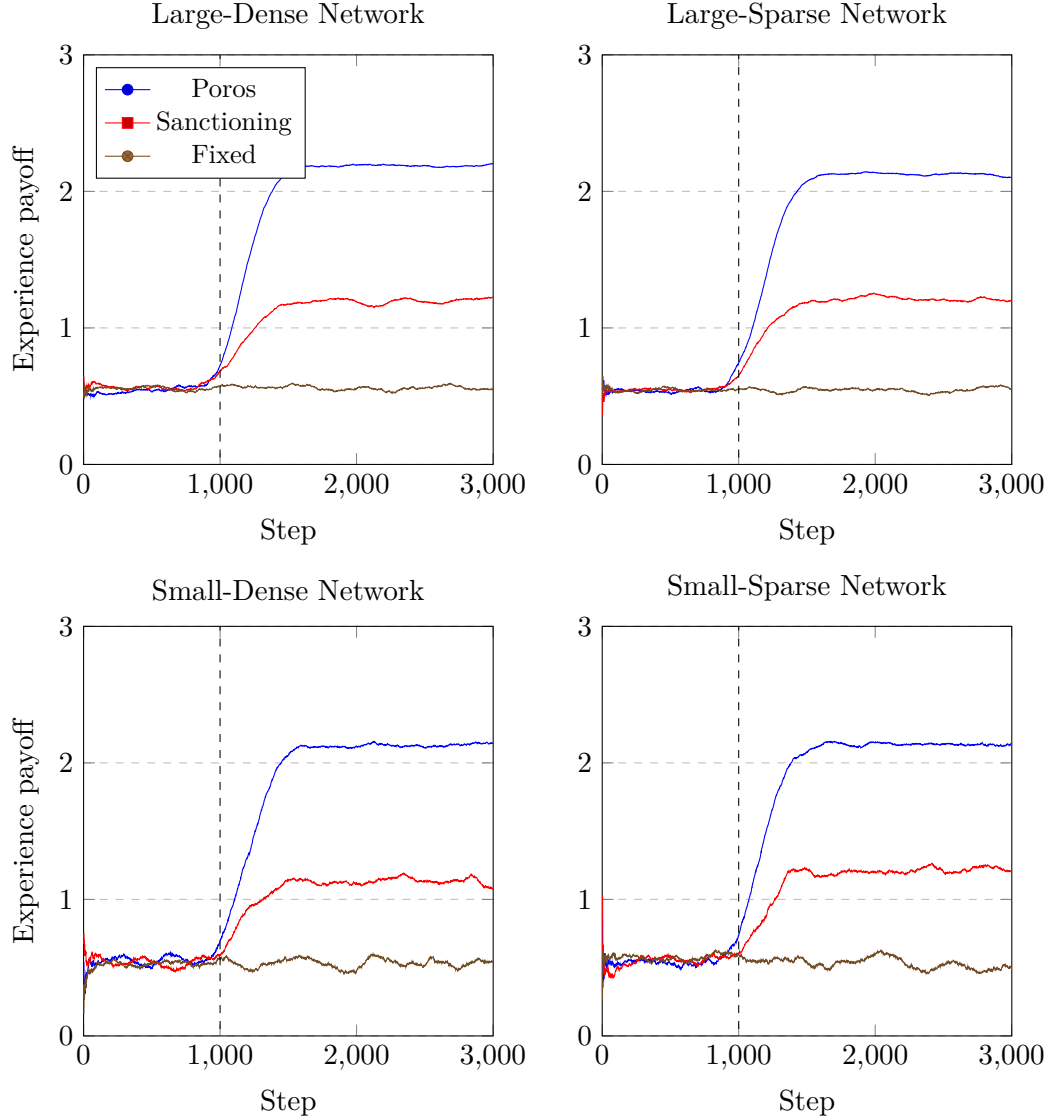 Large-Dense Network
Experience payoff
3
2
1
0
Poros
Sanctioning
Fixed
0 1,000 2,000 3,000
Step
Large-Sparse Network
3
2
1
0
0 1,000 2,000 3,000
Step
Small-Dense Network
Experience payoff
3
2
1
0
0 1,000 2,000 3,000
Step
Small-Sparse Network
3
2
1
0
0 1,000 2,000 3,000
Step